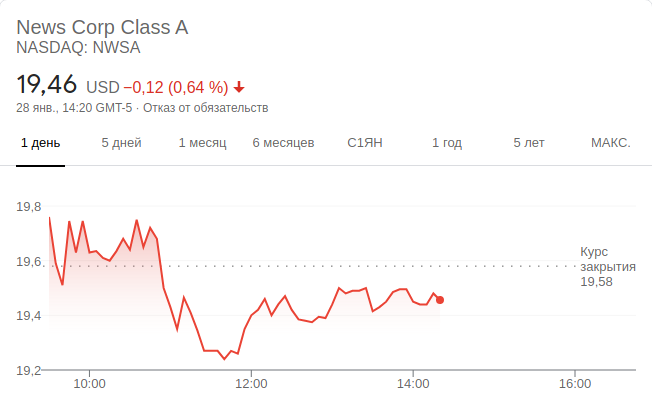 News Corp Class A
NASDAQ: NWSA
19,46 USD −0,12 (0,64 %)
28 янв., 14:20 GMT-5 · Отказ от обязательств
1 день 5 дней 1 месяц 6 месяцев С1ЯН 1 год 5 лет МАКС.
19,8
19,6
19,4
19,2
Курс
закрытия
19,58
10:00 12:00 14:00 16:00